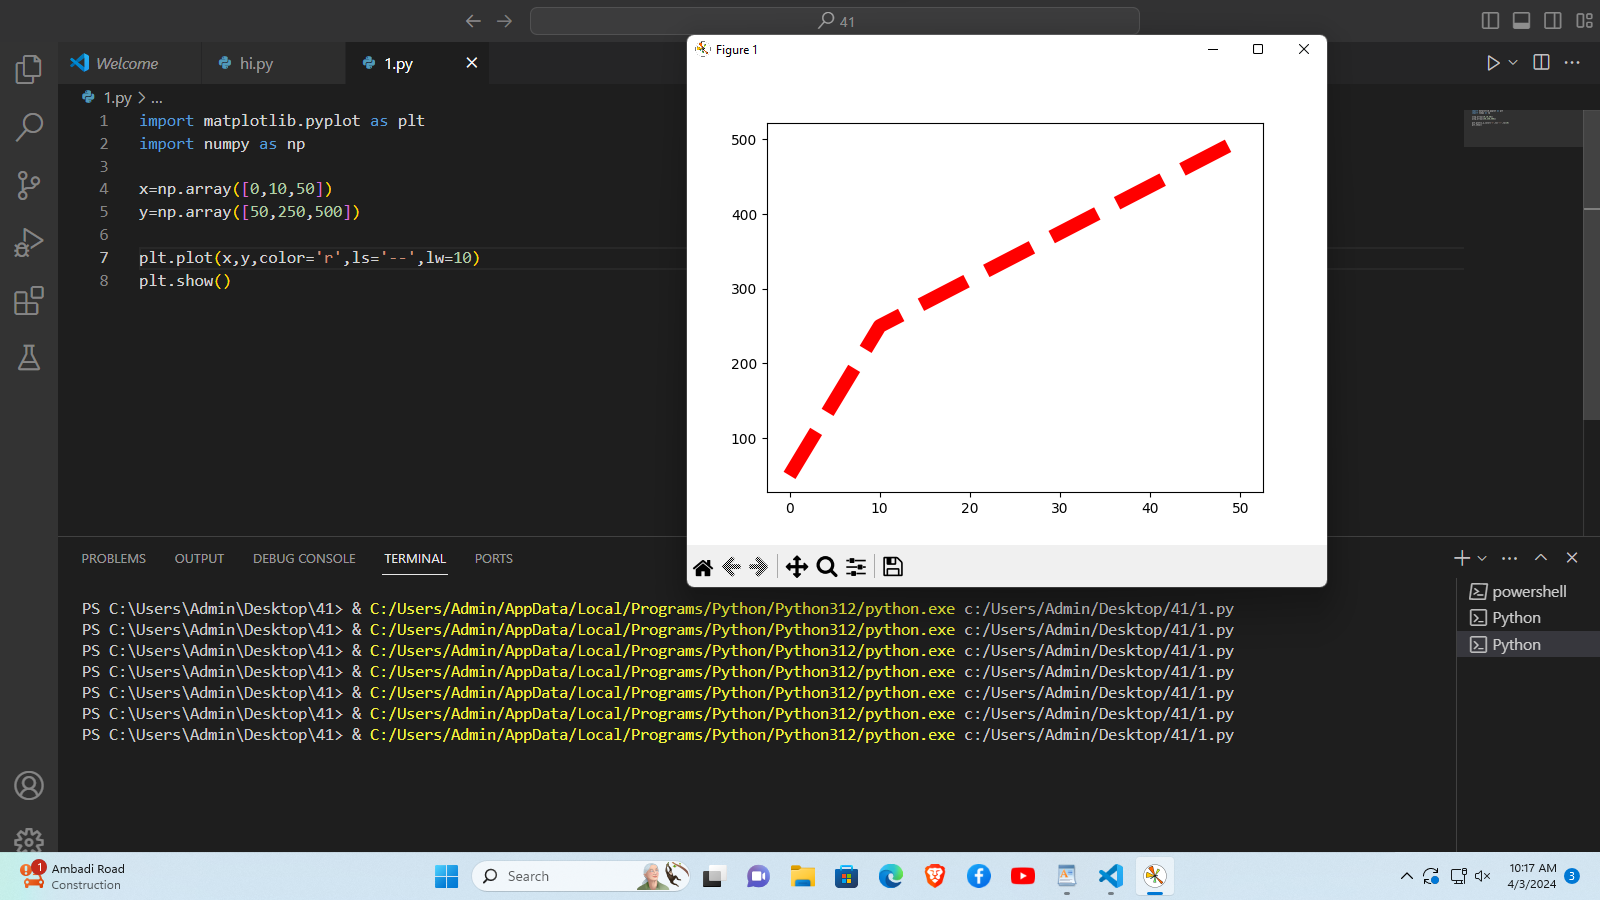 41
Welcome
hi.py
1.py
1.py > ...
1 import matplotlib.pyplot as plt
2 import numpy as np
3
4 x=np.array([0,10,50])
5 y=np.array([50,250,500])
6
7 plt.plot(x,y,color='r',ls='--',lw=10)
8 plt.show()
Figure 1
500
400
300
200
100
0 10 20 30 40 50
PROBLEMS OUTPUT DEBUG CONSOLE TERMINAL PORTS
PS C:\Users\Admin\Desktop\41> & C:/Users/Admin/AppData/Local/Programs/Python/Python312/python.exe c:/Users/Admin/Desktop/41/1.py
PS C:\Users\Admin\Desktop\41> & C:/Users/Admin/AppData/Local/Programs/Python/Python312/python.exe c:/Users/Admin/Desktop/41/1.py
PS C:\Users\Admin\Desktop\41> & C:/Users/Admin/AppData/Local/Programs/Python/Python312/python.exe c:/Users/Admin/Desktop/41/1.py
PS C:\Users\Admin\Desktop\41> & C:/Users/Admin/AppData/Local/Programs/Python/Python312/python.exe c:/Users/Admin/Desktop/41/1.py
PS C:\Users\Admin\Desktop\41> & C:/Users/Admin/AppData/Local/Programs/Python/Python312/python.exe c:/Users/Admin/Desktop/41/1.py
PS C:\Users\Admin\Desktop\41> & C:/Users/Admin/AppData/Local/Programs/Python/Python312/python.exe c:/Users/Admin/Desktop/41/1.py
PS C:\Users\Admin\Desktop\41> & C:/Users/Admin/AppData/Local/Programs/Python/Python312/python.exe c:/Users/Admin/Desktop/41/1.py
powershell
Python
Python
1
Ambadi Road
Construction
Search
10:17 AM
4/3/2024
3